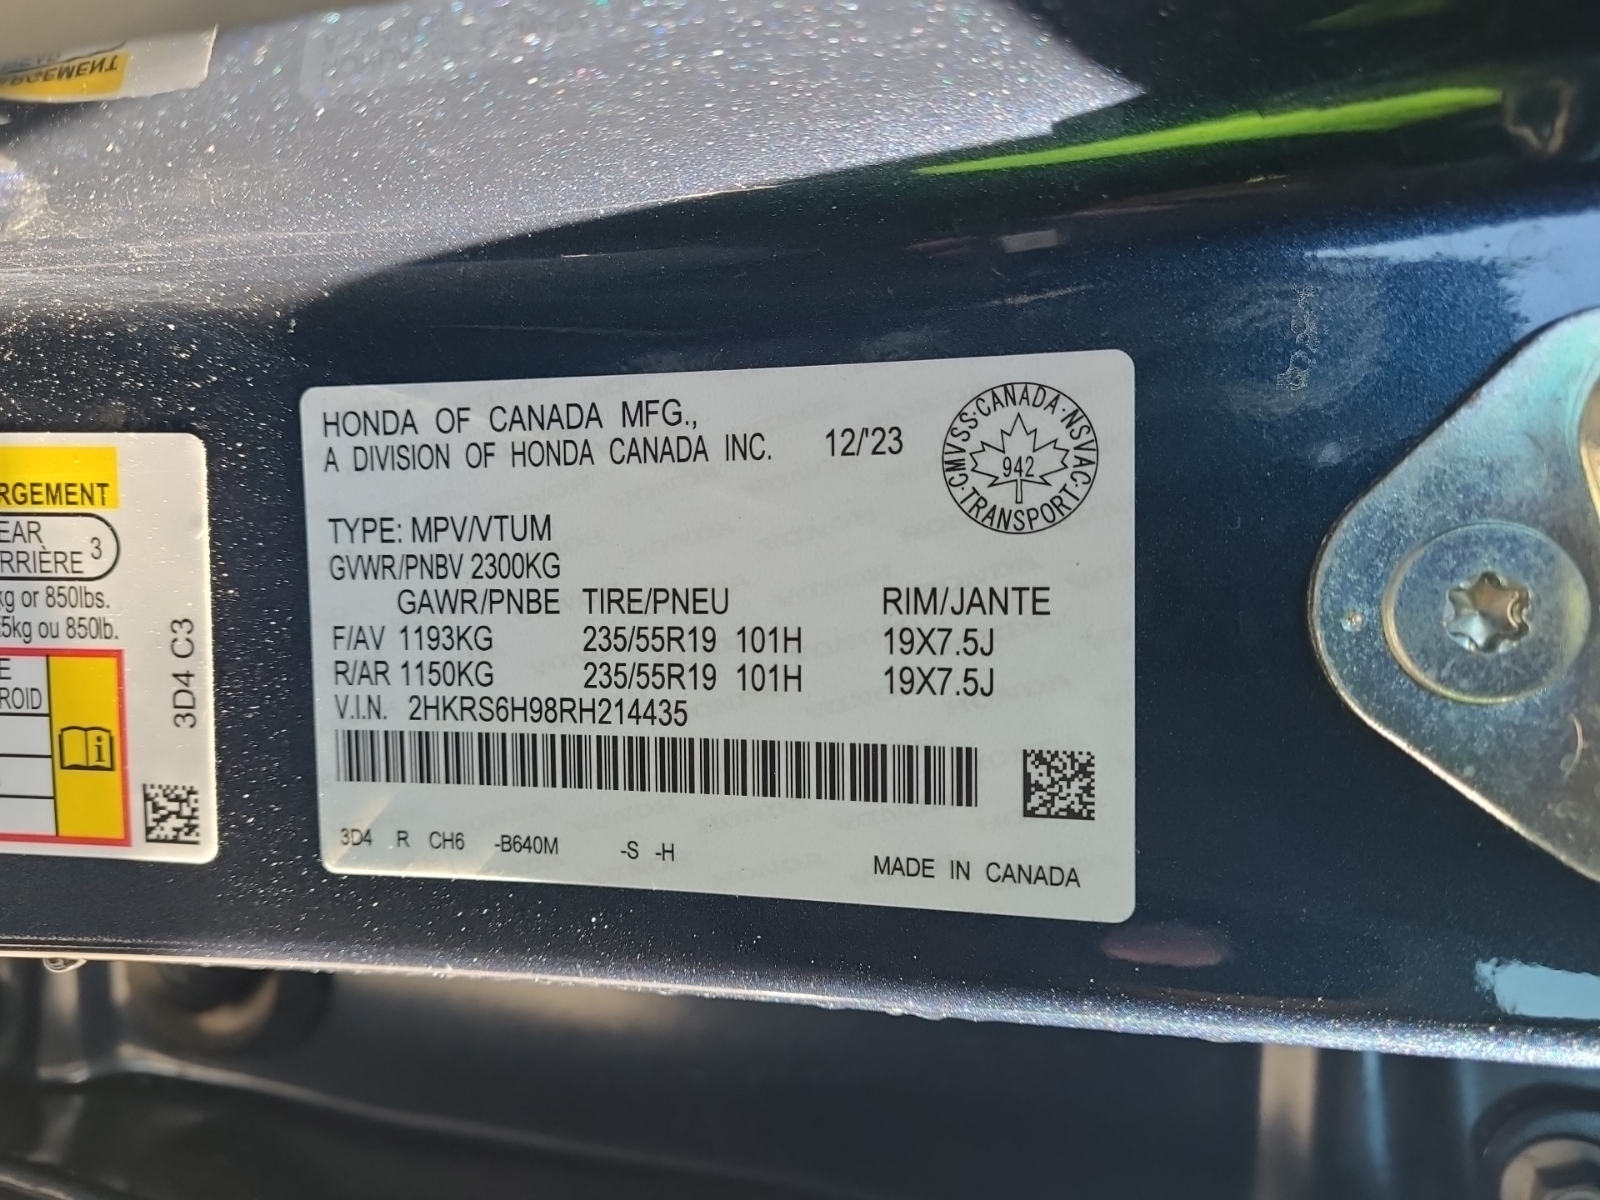 RGEMENT
EAR
RRIÈRE 3
kg or 850lbs.
5kg ou 850lb.
E
ROID
3D4 C3
HONDA OF CANADA MFG.,
A DIVISION OF HONDA CANADA INC. 12/'23
CMVSS·CANADA·NSVAC·TRANSPORT·
942
TYPE: MPV/VTUM
GVWR/PNBV 2300KG
GAWR/PNBE TIRE/PNEU RIM/JANTE
F/AV 1193KG 235/55R19 101H 19X7.5J
R/AR 1150KG 235/55R19 101H 19X7.5J
V.I.N. 2HKRS6H98RH214435
3D4 R CH6 -B640M -S -H
MADE IN CANADA